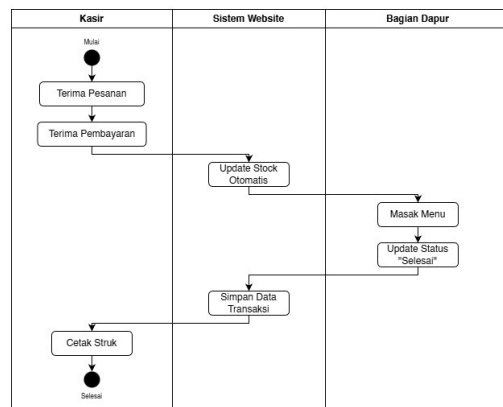 Kasir
Sistem Website
Bagian Dapur
Mulai
Terima Pesanan
Terima Pembayaran
Update Stock
Otomatis
Masak Menu
Update Status
"Selesai"
Simpan Data
Transaksi
Cetak Struk
Selesai